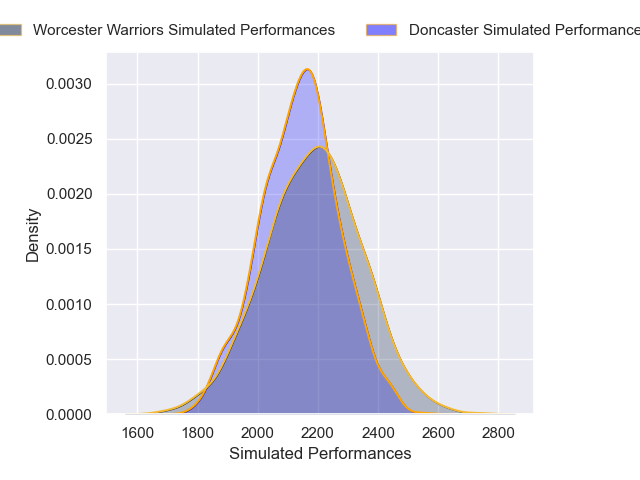 Worcester Warriors Simulated Performances
Doncaster Simulated Performance
0.0030
0.0025
0.0020
0.0015
0.0010
0.0005
0.0000
Density
1600 1800 2000 2200 2400 2600 2800
Simulated Performances